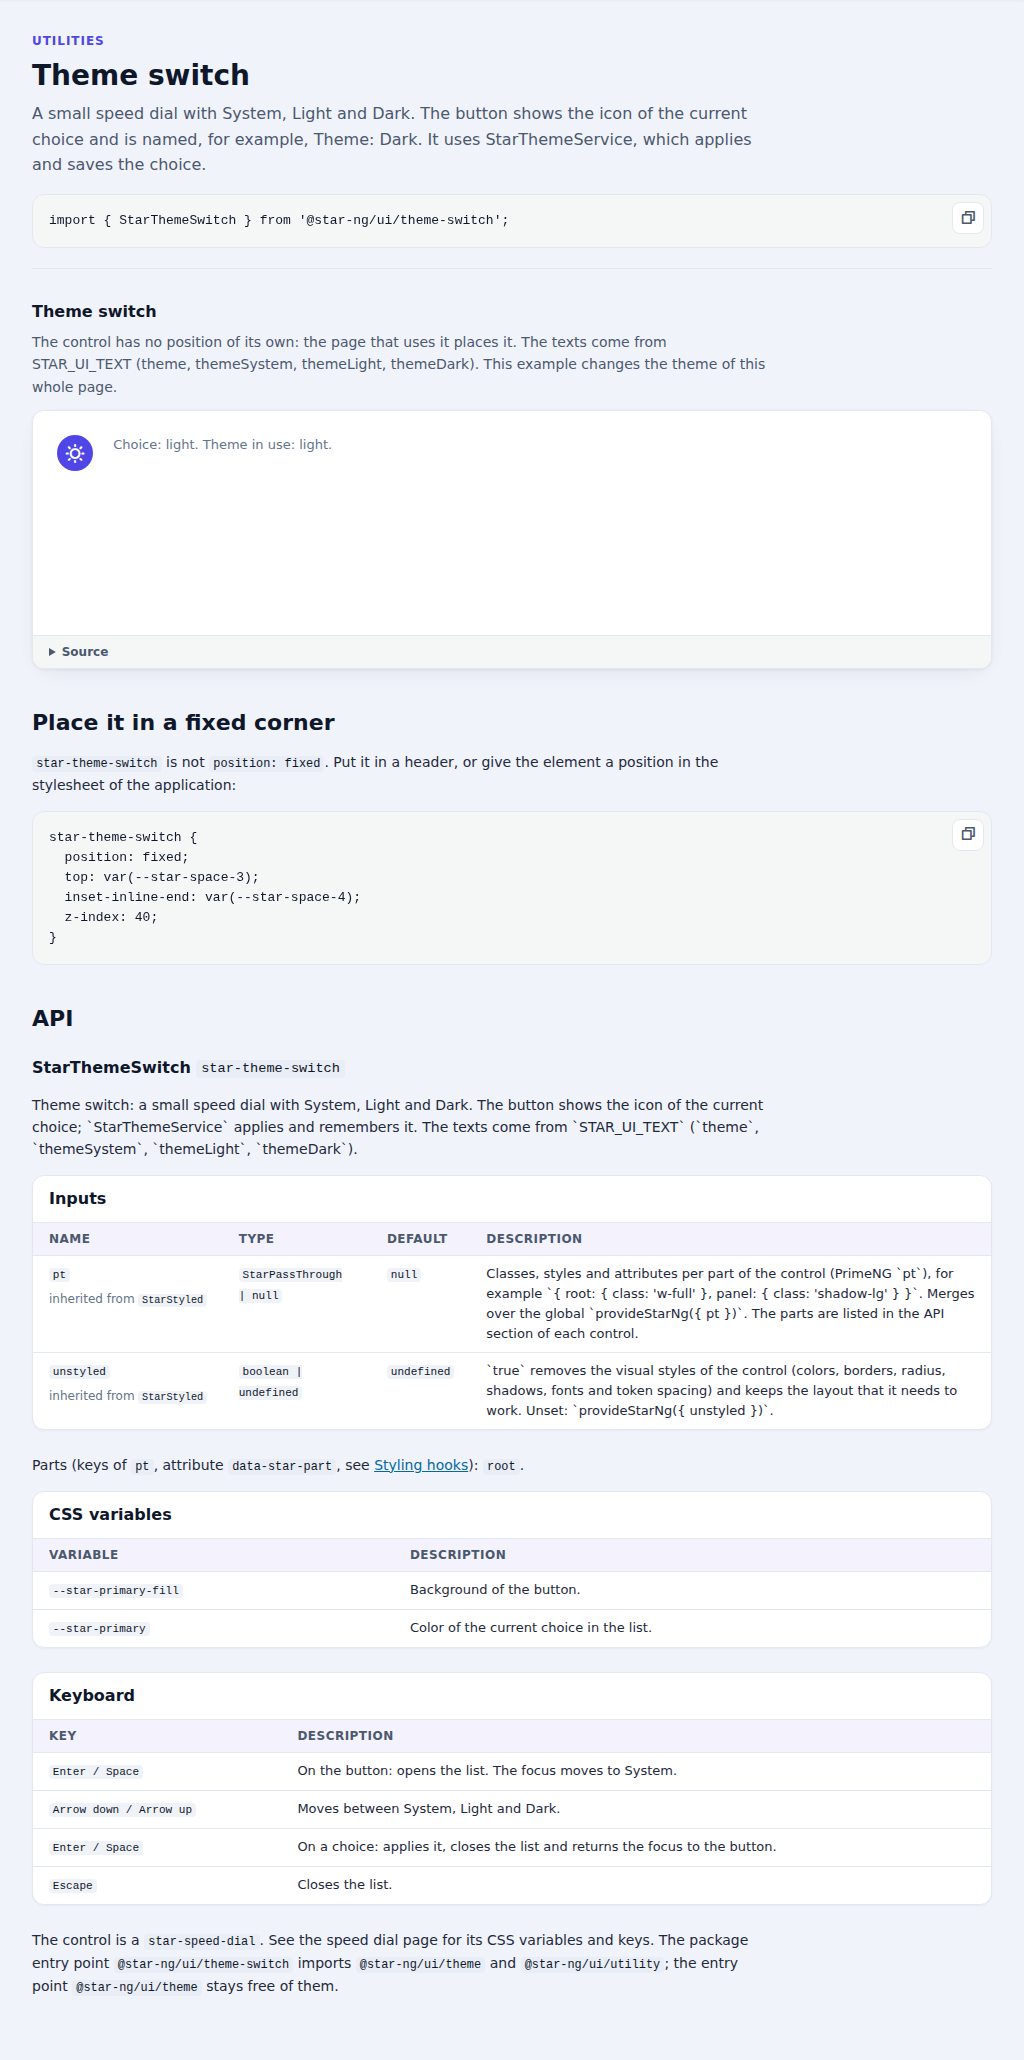 UTILITIES
Theme switch
A small speed dial with System, Light and Dark. The button shows the icon of the current
choice and is named, for example, Theme: Dark. It uses StarThemeService, which applies
and saves the choice.
import { StarThemeSwitch } from '@star-ng/ui/theme-switch';
Theme switch
The control has no position of its own: the page that uses it places it. The texts come from
STAR_UI_TEXT (theme, themeSystem, themeLight, themeDark). This example changes the theme of this
whole page.
Choice: light. Theme in use: light.
Source
Place it in a fixed corner
star-theme-switch is not position: fixed. Put it in a header, or give the element a position in the
stylesheet of the application:
star-theme-switch {
  position: fixed;
  top: var(--star-space-3);
  inset-inline-end: var(--star-space-4);
  z-index: 40;
}
API
StarThemeSwitch star-theme-switch
Theme switch: a small speed dial with System, Light and Dark. The button shows the icon of the current
choice; `StarThemeService` applies and remembers it. The texts come from `STAR_UI_TEXT` (`theme`,
`themeSystem`, `themeLight`, `themeDark`).
Inputs
NAME TYPE DEFAULT DESCRIPTION
pt StarPassThrough null Classes, styles and attributes per part of the control (PrimeNG `pt`), for
inherited from StarStyled | null example `{ root: { class: 'w-full' }, panel: { class: 'shadow-lg' } }`. Merges
over the global `provideStarNg({ pt })`. The parts are listed in the API
section of each control.
unstyled boolean | undefined `true` removes the visual styles of the control (colors, borders, radius,
inherited from StarStyled undefined shadows, fonts and token spacing) and keeps the layout that it needs to
work. Unset: `provideStarNg({ unstyled })`.
Parts (keys of pt, attribute data-star-part, see Styling hooks): root.
CSS variables
VARIABLE DESCRIPTION
--star-primary-fill Background of the button.
--star-primary Color of the current choice in the list.
Keyboard
KEY DESCRIPTION
Enter / Space On the button: opens the list. The focus moves to System.
Arrow down / Arrow up Moves between System, Light and Dark.
Enter / Space On a choice: applies it, closes the list and returns the focus to the button.
Escape Closes the list.
The control is a star-speed-dial. See the speed dial page for its CSS variables and keys. The package
entry point @star-ng/ui/theme-switch imports @star-ng/ui/theme and @star-ng/ui/utility; the entry
point @star-ng/ui/theme stays free of them.